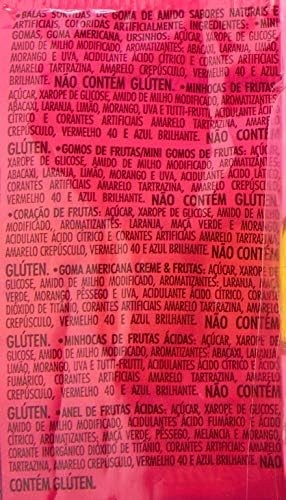 •BALAS SORTIDAS DE GOMA DE AMIDO SABORES NATURAIS E
ARTIFICIAIS, COLORIDAS ARTIFICIALMENTE. INGREDIENTES: •MINI
GOMAS, GOMA AMERICANA, URSINHOS: AÇÚCAR, XAROPE DE GLICOSE,
AMIDO DE MILHO MODIFICADO, AROMATIZANTES: ABACAXI, LARANJA, LIMÃO,
MORANGO E UVA, ACIDULANTE ÁCIDO CÍTRICO E CORANTES ARTIFICIAIS
AMARELO TARTRAZINA, AMARELO CREPÚSCULO, VERMELHO 40 E AZUL
BRILHANTE. NÃO CONTÉM GLÚTEN. •MINHOCAS DE FRUTAS:
AÇÚCAR, XAROPE DE GLICOSE, AMIDO DE MILHO MODIFICADO, AROMATIZANTES:
ABACAXI, LARANJA, LIMÃO, MORANGO, UVA E TUTTI-FRUTTI, ACIDULANTE ÁCIDO
CÍTRICO E CORANTES ARTIFICIAIS AMARELO TARTRAZINA, AMARELO
CREPÚSCULO, VERMELHO 40 E AZUL BRILHANTE. NÃO CONTÉM
GLÚTEN. •GOMOS DE FRUTAS/MINI GOMOS DE FRUTAS: AÇÚCAR,
XAROPE DE GLICOSE, AMIDO DE MILHO MODIFICADO, AROMATIZANTES:
ABACAXI, LARANJA, LIMÃO, MORANGO E UVA, ACIDULANTE ÁCIDO CÍTRICO E
CORANTES ARTIFICIAIS AMARELO TARTRAZINA, AMARELO CREPÚSCULO,
VERMELHO 40 E AZUL BRILHANTE. NÃO CONTÉM GLÚTEN.
•CORAÇÃO DE FRUTAS: AÇÚCAR, XAROPE DE GLICOSE, AMIDO DE MILHO
MODIFICADO, AROMATIZANTES: LARANJA, MAÇÃ VERDE E MORANGO,
ACIDULANTE ÁCIDO CÍTRICO E CORANTES ARTIFICIAIS AMARELO TARTRAZINA,
AMARELO CREPÚSCULO, VERMELHO 40 E AZUL BRILHANTE. NÃO CONTÉM
GLÚTEN. •GOMA AMERICANA CREME & FRUTAS: AÇÚCAR, XAROPE DE
GLICOSE, AMIDO DE MILHO MODIFICADO, AROMATIZANTES: LARANJA, MAÇÃ
VERDE, MORANGO, PÊSSEGO E UVA, ACIDULANTE ÁCIDO CÍTRICO, CORANTE
DIÓXIDO DE TITÂNIO, CORANTES ARTIFICIAIS AMARELO TARTRAZINA, AMARELO
CREPÚSCULO, VERMELHO 40 E AZUL BRILHANTE. NÃO CONTÉM
GLÚTEN. •MINHOCAS DE FRUTAS ÁCIDAS: AÇÚCAR, XAROPE DE
GLICOSE, AMIDO DE MILHO MODIFICADO, AROMATIZANTES: ABACAXI, LARANJA,
LIMÃO, MORANGO, UVA E TUTTI-FRUTTI, ACIDULANTES ÁCIDO CÍTRICO E ÁCIDO
FUMÁRICO, CORANTES ARTIFICIAIS AMARELO TARTRAZINA, AMARELO
CREPÚSCULO, VERMELHO 40 E AZUL BRILHANTE. NÃO CONTÉM
GLÚTEN. •ANEL DE FRUTAS ÁCIDAS: AÇÚCAR, XAROPE DE GLICOSE,
AMIDO DE MILHO MODIFICADO, ACIDULANTES ÁCIDO FUMÁRICO E ÁCIDO CÍTRICO,
AROMATIZANTES: MAÇÃ VERDE, PÊSSEGO, MELANCIA E MORANGO,
CORANTE INORGÂNICO DIÓXIDO DE TITÂNIO E CORANTES ARTIFICIAIS AMARELO
TARTRAZINA, AMARELO CREPÚSCULO, VERMELHO 40 E AZUL BRILHANTE. NÃO
CONTÉM GLÚTEN.